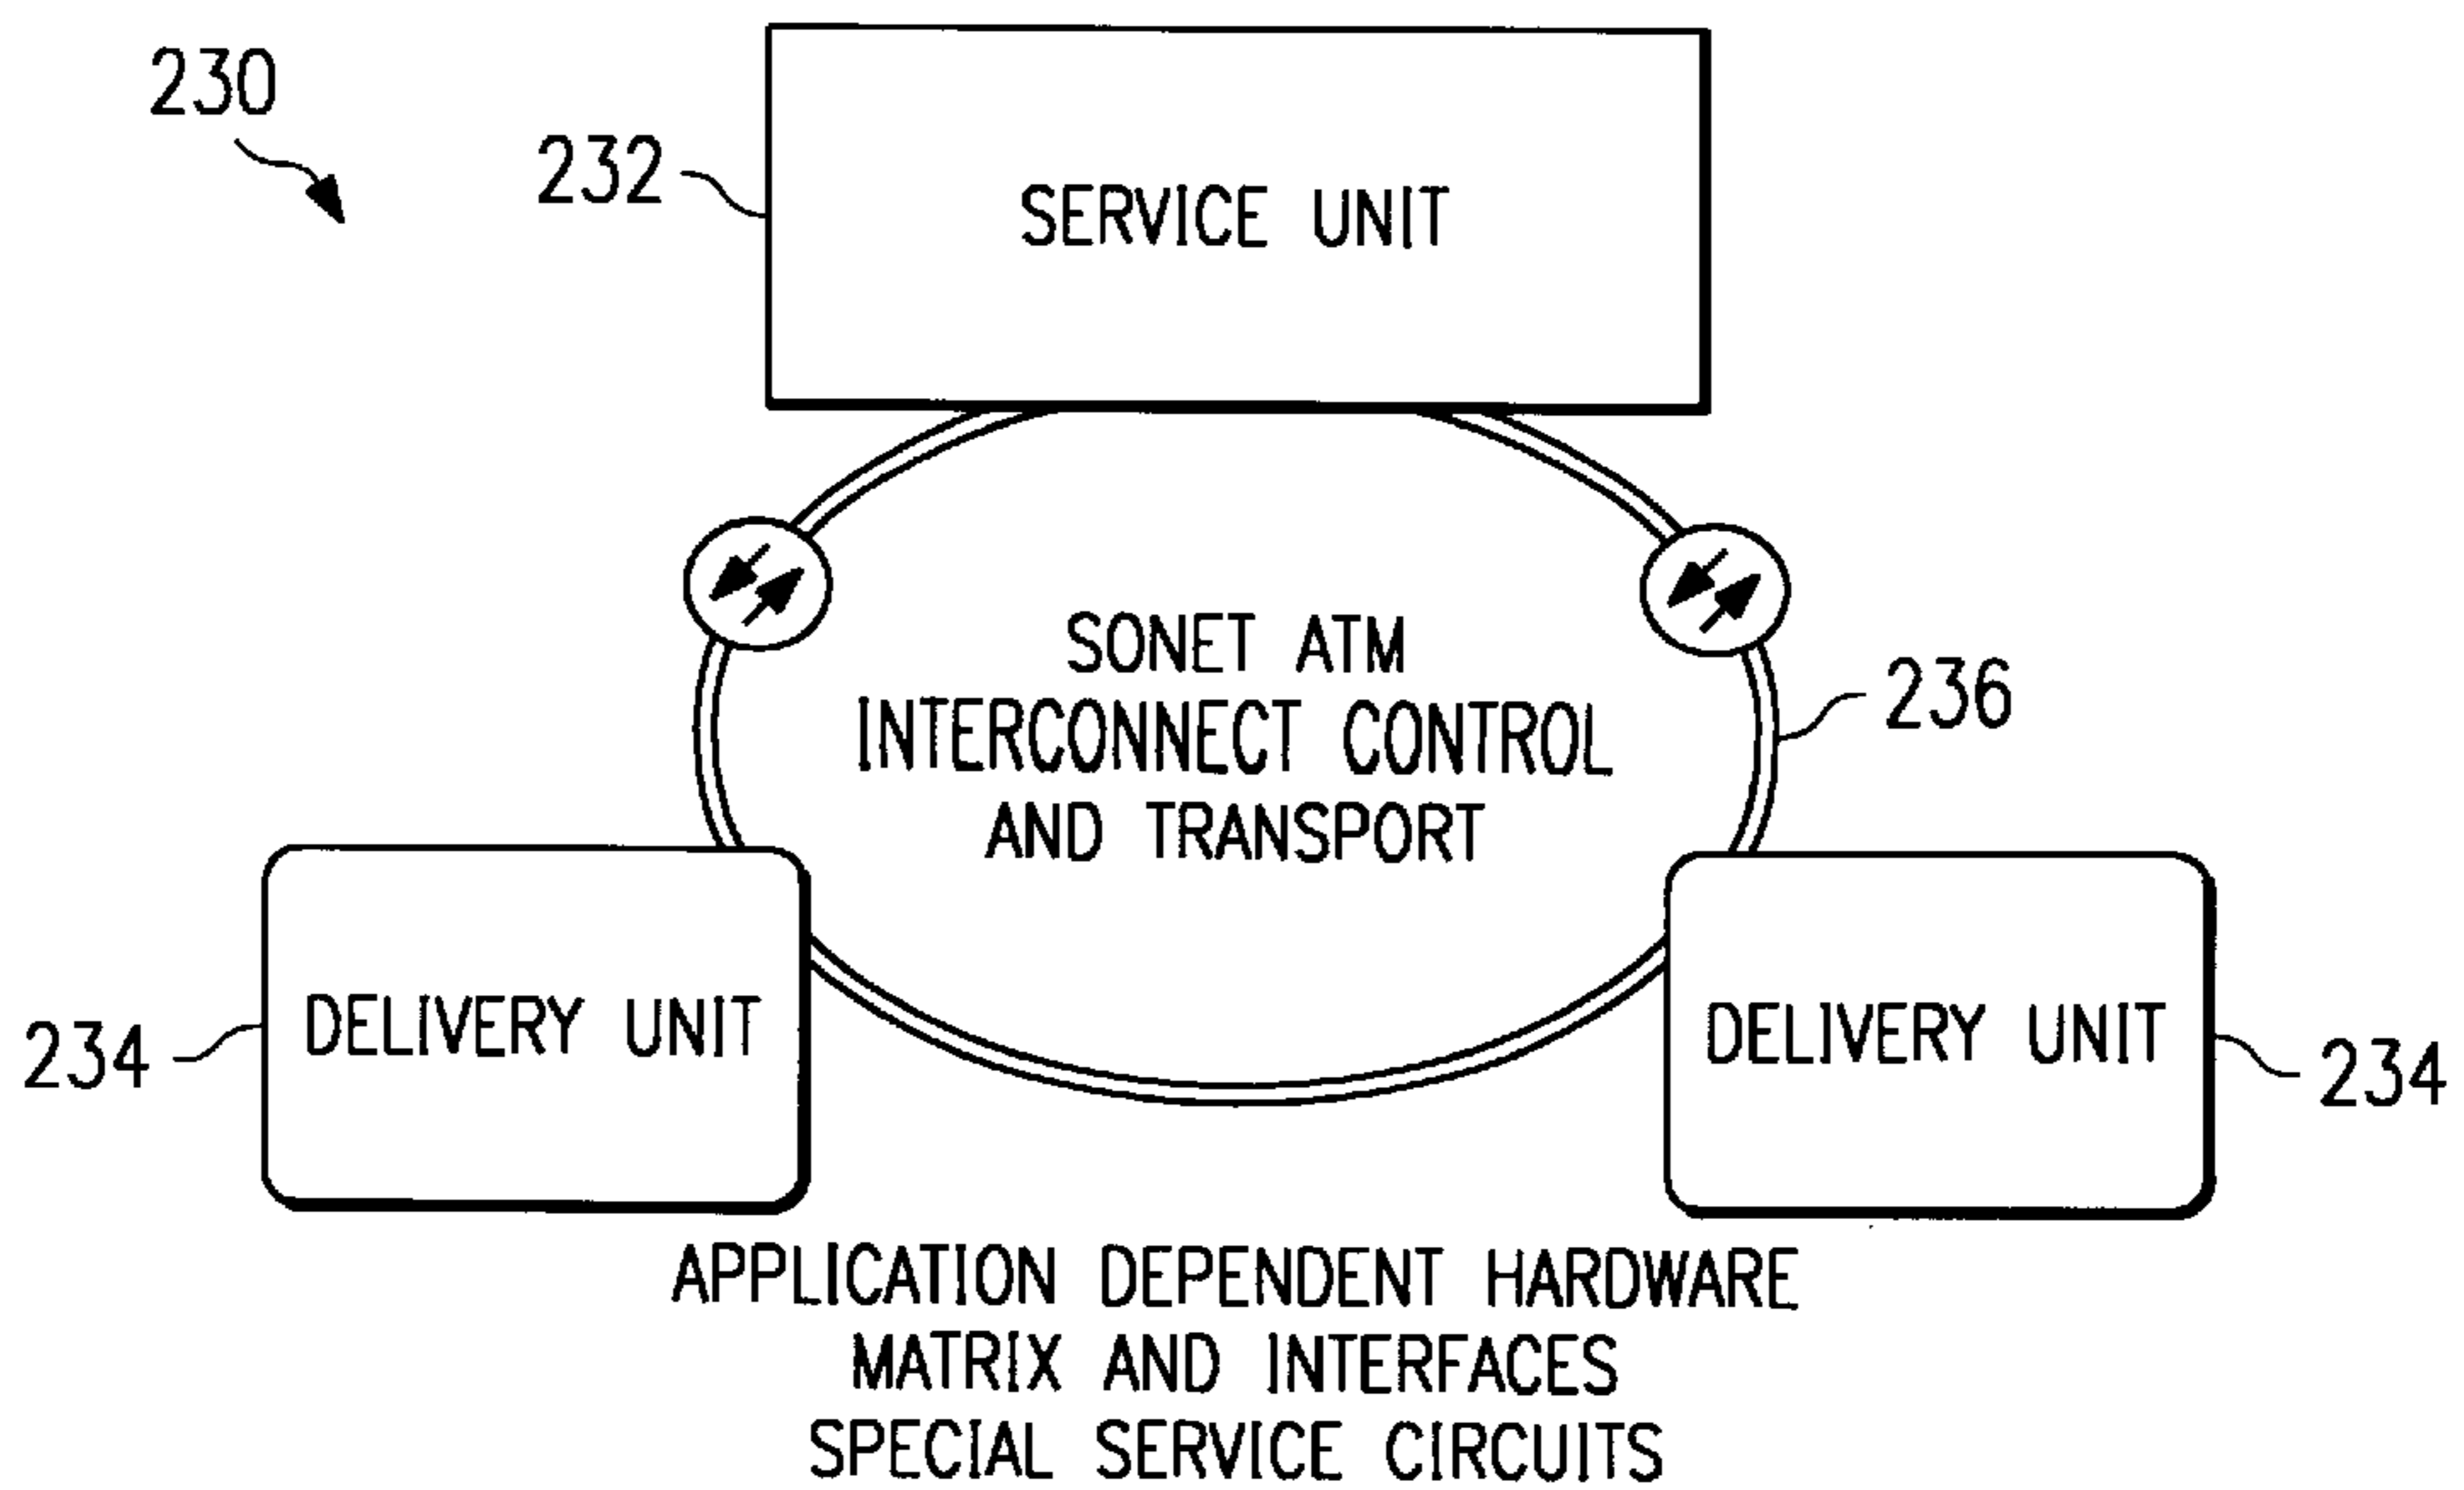 230
232
SERVICE UNIT
SONET ATM
INTERCONNECT CONTROL
AND TRANSPORT
236
234
DELIVERY UNIT
DELIVERY UNIT
234
APPLICATION DEPENDENT HARDWARE
MATRIX AND INTERFACES
SPECIAL SERVICE CIRCUITS